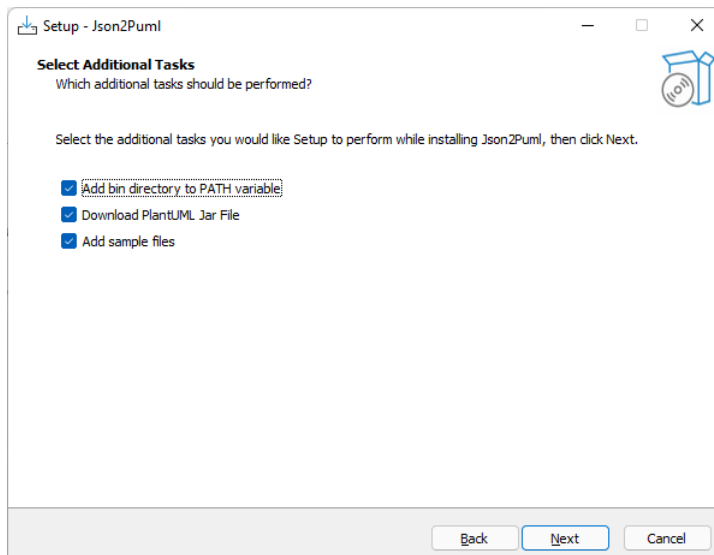 Setup - Json2Puml
Select Additional Tasks
Which additional tasks should be performed?
Select the additional tasks you would like Setup to perform while installing Json2Puml, then click Next.
Add bin directory to PATH variable
Download PlantUML Jar File
Add sample files
Back Next Cancel